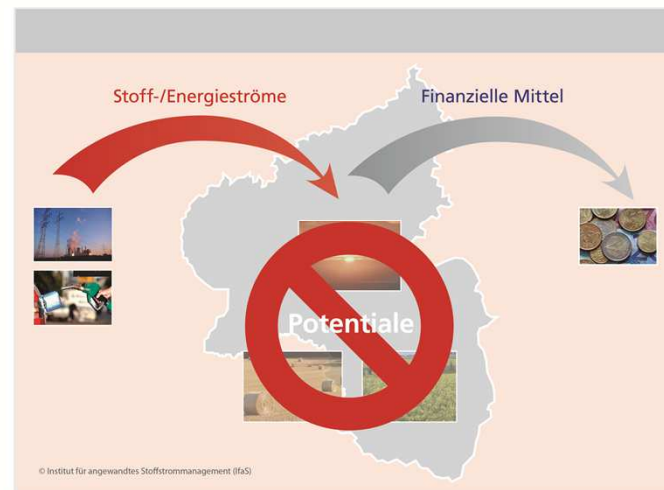 Stoff-/Energieströme
Finanzielle Mittel
Potentiale
© Institut für angewandtes Stoffstrommanagement (IfaS)